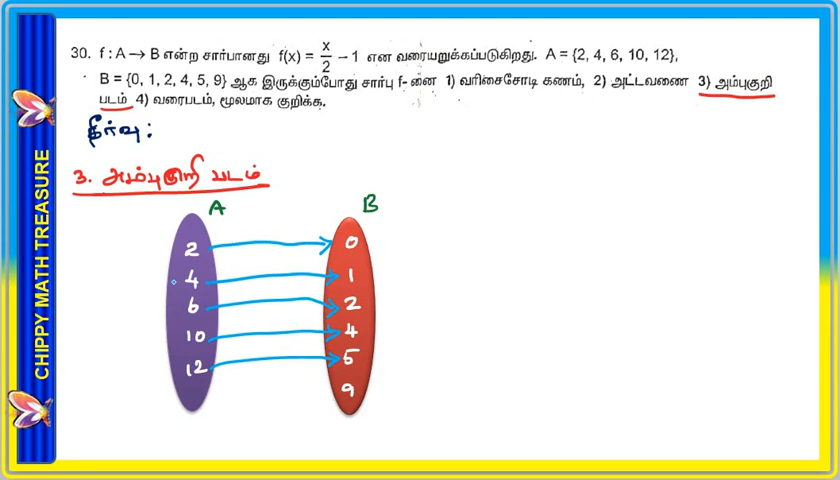 30. f : A → B என்ற சார்பானது f(x) = x/2 – 1 என வரையறுக்கப்படுகிறது. A = {2, 4, 6, 10, 12},
B = {0, 1, 2, 4, 5, 9} ஆக இருக்கும்போது சார்பு f-னை 1) வரிசைசோடி கணம், 2) அட்டவணை 3) அம்புகுறி
படம் 4) வரைபடம், மூலமாக குறிக்க.
தீர்வு :
3. அம்புகுறி படம்
A B
2 0
4 1
6 2
10 4
12 5
9
CHIPPY MATH TREASURE